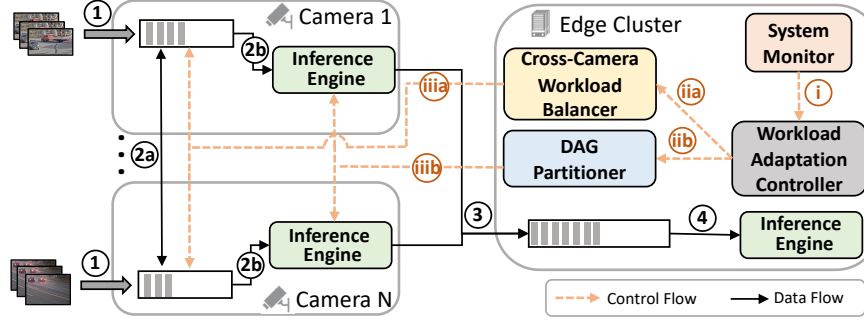 1
Camera 1
2b
Inference
Engine
Edge Cluster
System
Monitor
Cross-Camera
Workload
Balancer
iiia
iia
i
2a
iib
DAG
Partitioner
iiib
Workload
Adaptation
Controller
1
2b
Inference
Engine
Camera N
3
4
Inference
Engine
Control Flow
Data Flow